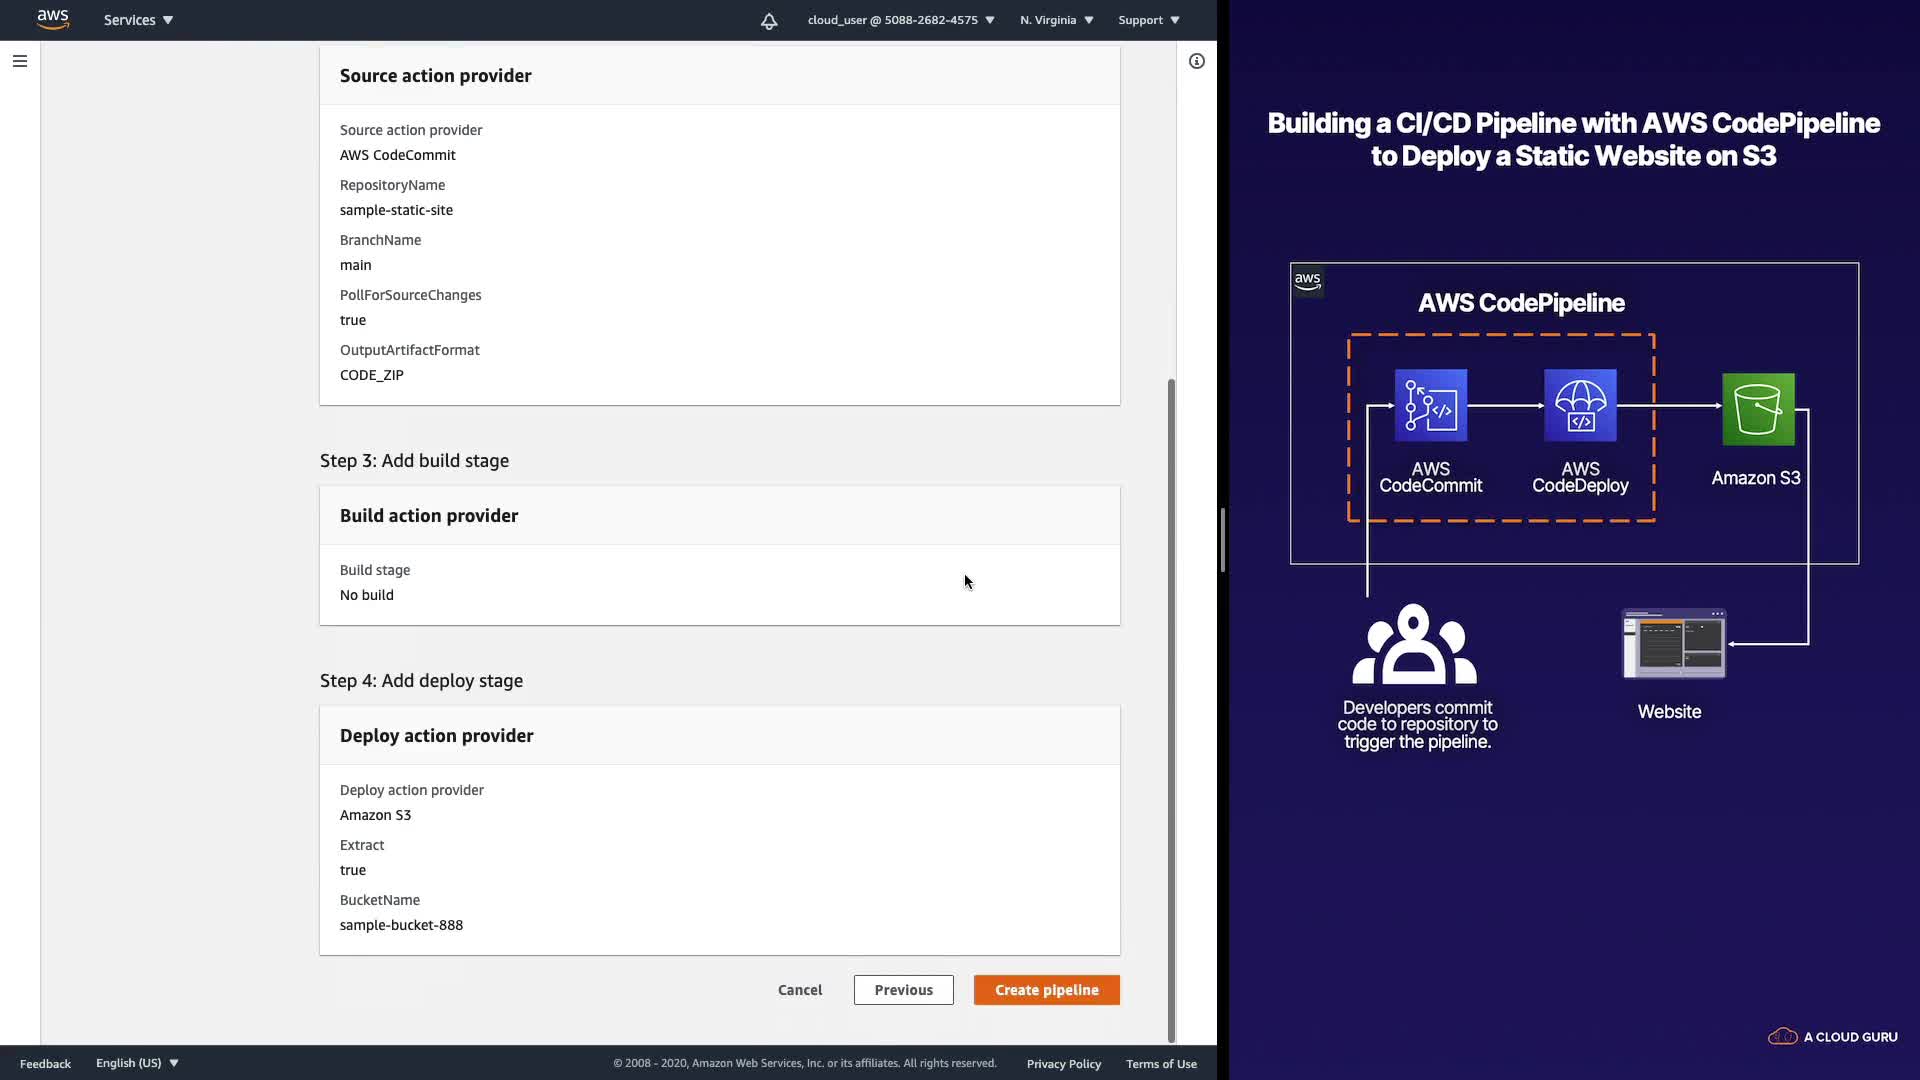 aws
Services
cloud_user @ 5088-2682-4575
N. Virginia
Support
Source action provider
Source action provider
AWS CodeCommit
RepositoryName
sample-static-site
BranchName
main
PollForSourceChanges
true
OutputArtifactFormat
CODE_ZIP
Step 3: Add build stage
Build action provider
Build stage
No build
Step 4: Add deploy stage
Deploy action provider
Deploy action provider
Amazon S3
Extract
true
BucketName
sample-bucket-888
Cancel
Previous
Create pipeline
Feedback
English (US)
© 2008 - 2020, Amazon Web Services, Inc. or its affiliates. All rights reserved.
Privacy Policy
Terms of Use
Building a CI/CD Pipeline with AWS CodePipeline
to Deploy a Static Website on S3
aws
AWS CodePipeline
AWS
CodeCommit
AWS
CodeDeploy
Amazon S3
Developers commit
code to repository to
trigger the pipeline.
Website
A CLOUD GURU